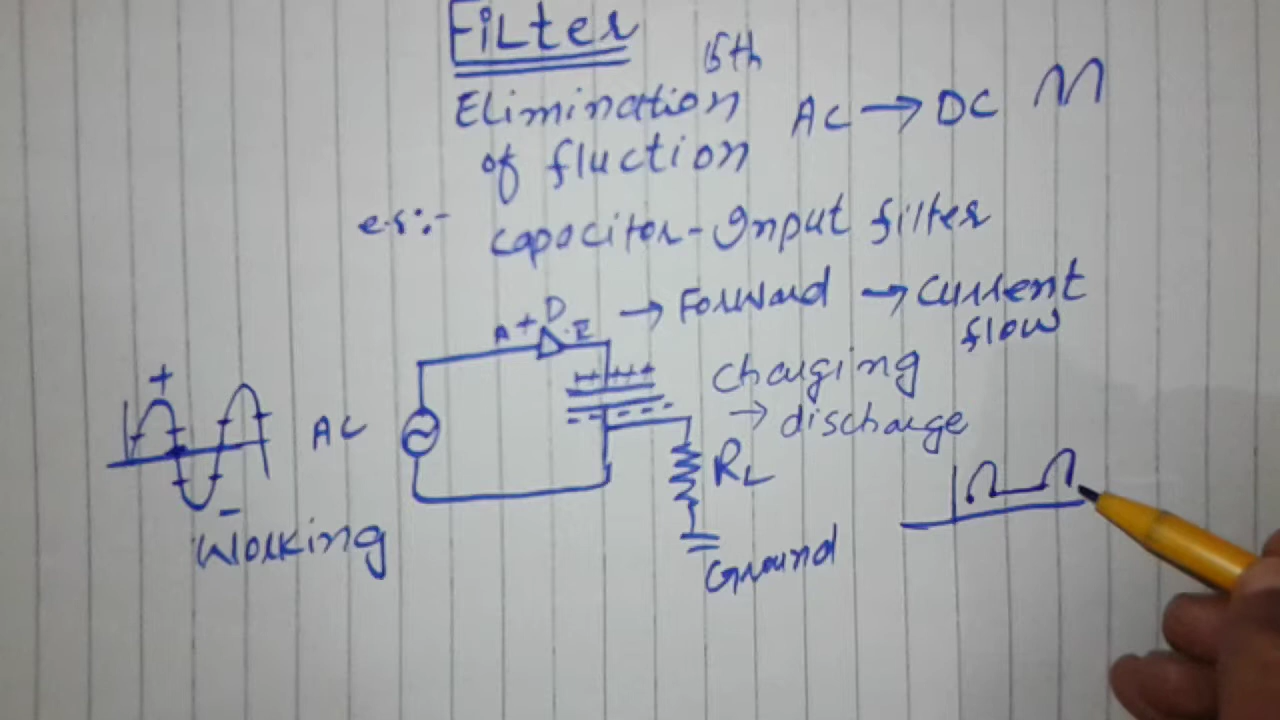 Filter
15th
Elimination
of fluction
AC → DC
e.g:-
Capacitor-Input filter
A + D
→ Forward → Current
flow
++++
charging
→ discharge
+
AC
- - - -
RL
-
Working
Ground